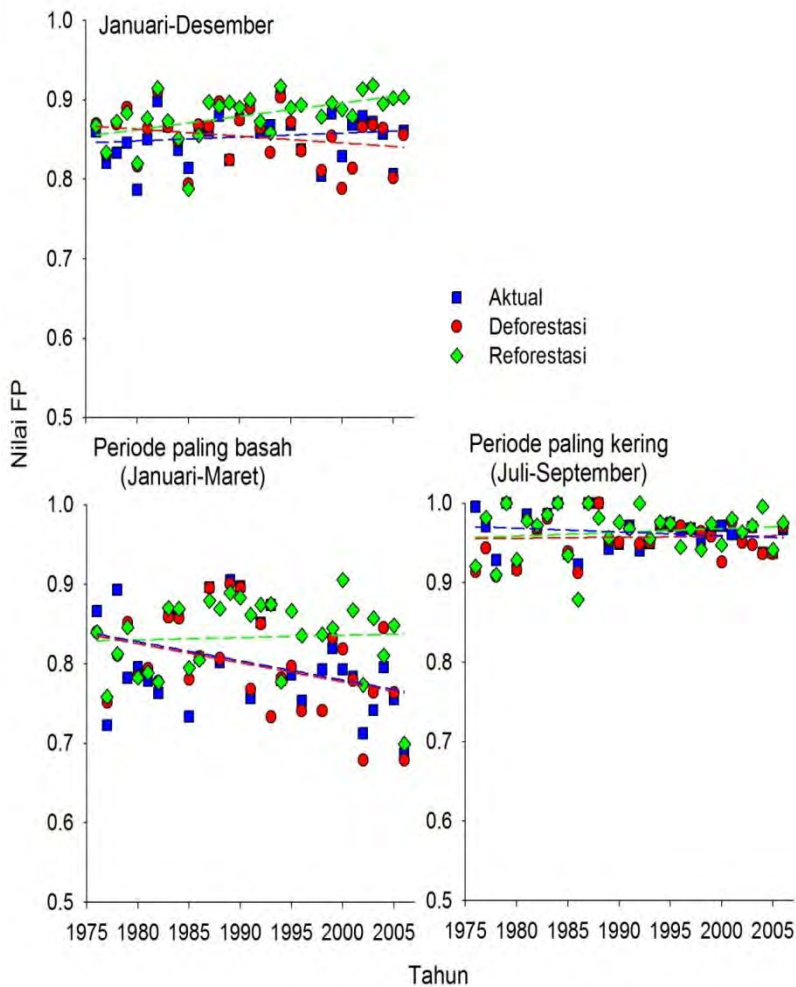 Januari-Desember
1.0
0.9
0.8
0.7
0.6
0.5
Aktual
Deforestasi
Reforestasi
Nilai FP
Periode paling basah
(Januari-Maret)
1.0
0.9
0.8
0.7
0.6
0.5
1975 1980 1985 1990 1995 2000 2005
Periode paling kering
(Juli-September)
1.0
0.9
0.8
0.7
0.6
0.5
1975 1980 1985 1990 1995 2000 2005
Tahun